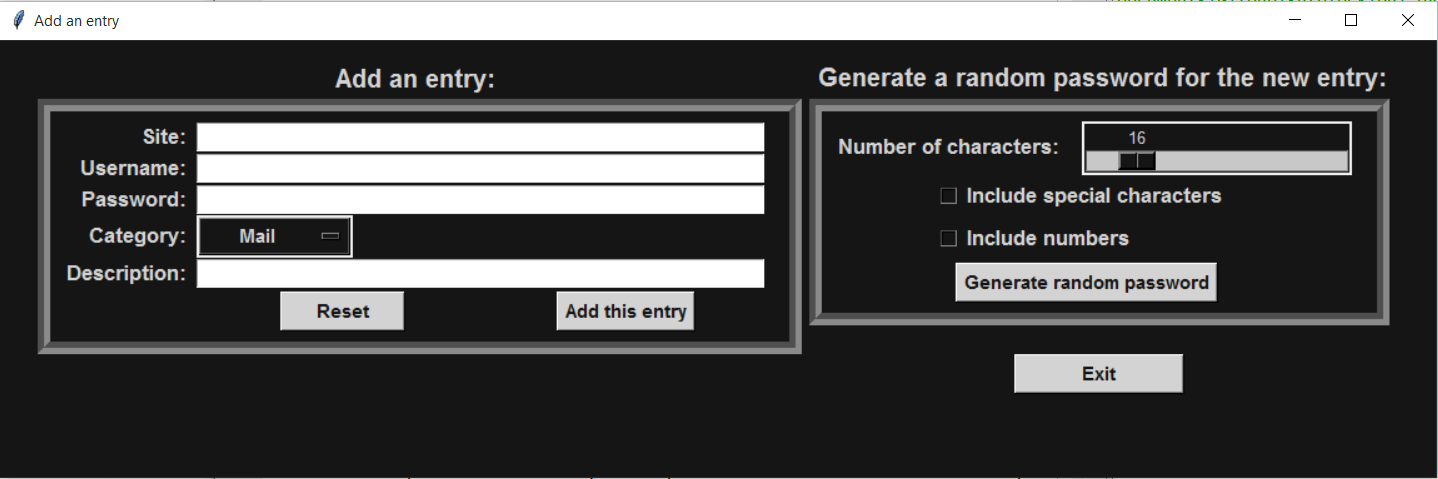 Add an entry
Add an entry:
Site:
Username:
Password:
Category: Mail
Description:
Reset Add this entry
Generate a random password for the new entry:
Number of characters: 16
Include special characters
Include numbers
Generate random password
Exit